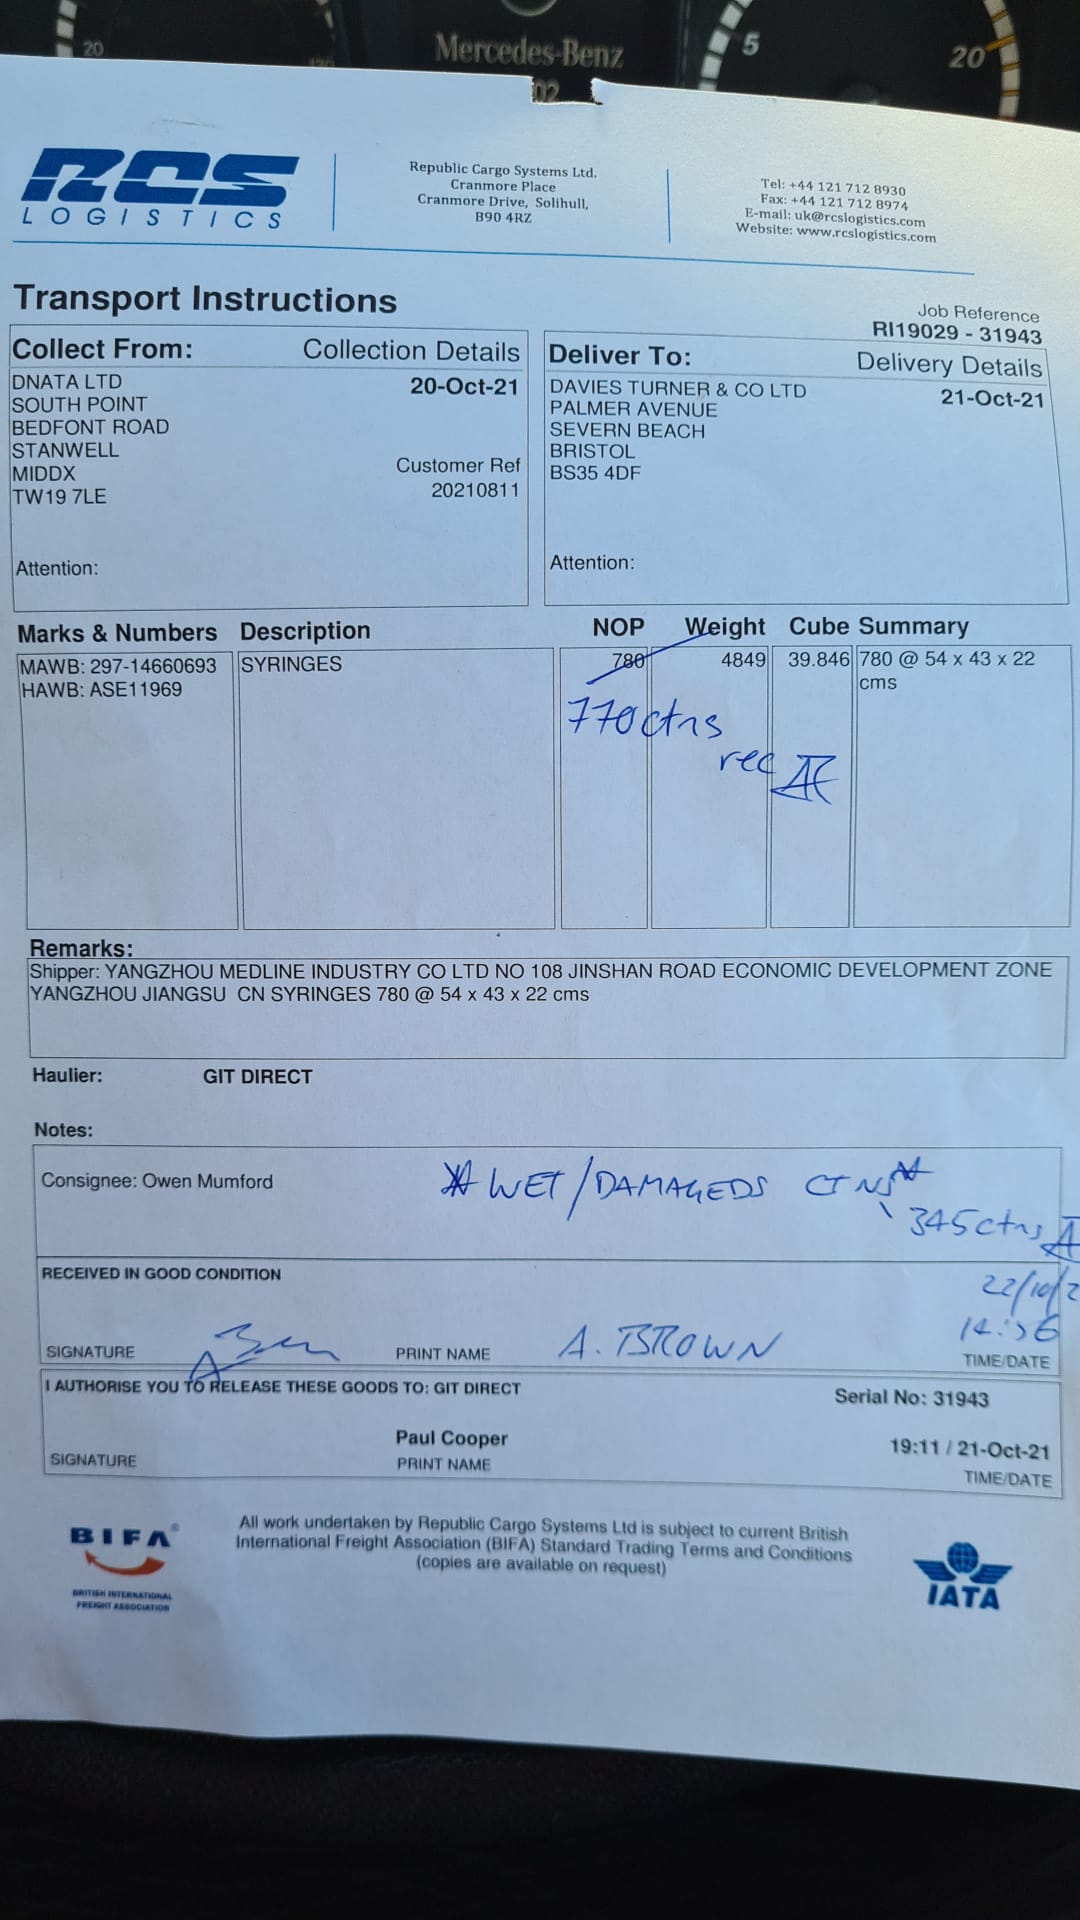 20
Mercedes-Benz
02
5
20
RCS
LOGISTICS
Republic Cargo Systems Ltd.
Cranmore Place
Cranmore Drive, Solihull,
B90 4RZ
Tel: +44 121 712 8930
Fax: +44 121 712 8974
E-mail: uk@rcslogistics.com
Website: www.rcslogistics.com
Transport Instructions
Job Reference
RI19029 - 31943
Collect From: Collection Details
DNATA LTD 20-Oct-21
SOUTH POINT
BEDFONT ROAD
STANWELL
MIDDX Customer Ref
TW19 7LE 20210811
Attention:
Deliver To: Delivery Details
DAVIES TURNER & CO LTD 21-Oct-21
PALMER AVENUE
SEVERN BEACH
BRISTOL
BS35 4DF
Attention:
Marks & Numbers Description NOP Weight Cube Summary
MAWB: 297-14660693 SYRINGES 780 4849 39.846 780 @ 54 x 43 x 22
HAWB: ASE11969 cms
770ctns
rec
Remarks:
Shipper: YANGZHOU MEDLINE INDUSTRY CO LTD NO 108 JINSHAN ROAD ECONOMIC DEVELOPMENT ZONE
YANGZHOU JIANGSU CN SYRINGES 780 @ 54 x 43 x 22 cms
Haulier: GIT DIRECT
Notes:
Consignee: Owen Mumford
* WET/DAMAGEDS CTNS *
345ctns
RECEIVED IN GOOD CONDITION
22/10/2
SIGNATURE PRINT NAME A. BROWN
TIME/DATE
I AUTHORISE YOU TO RELEASE THESE GOODS TO: GIT DIRECT
Serial No: 31943
Paul Cooper 19:11 / 21-Oct-21
SIGNATURE PRINT NAME TIME/DATE
BIFA
BRITISH INTERNATIONAL
FREIGHT ASSOCIATION
All work undertaken by Republic Cargo Systems Ltd is subject to current British
International Freight Association (BIFA) Standard Trading Terms and Conditions
(copies are available on request)
IATA